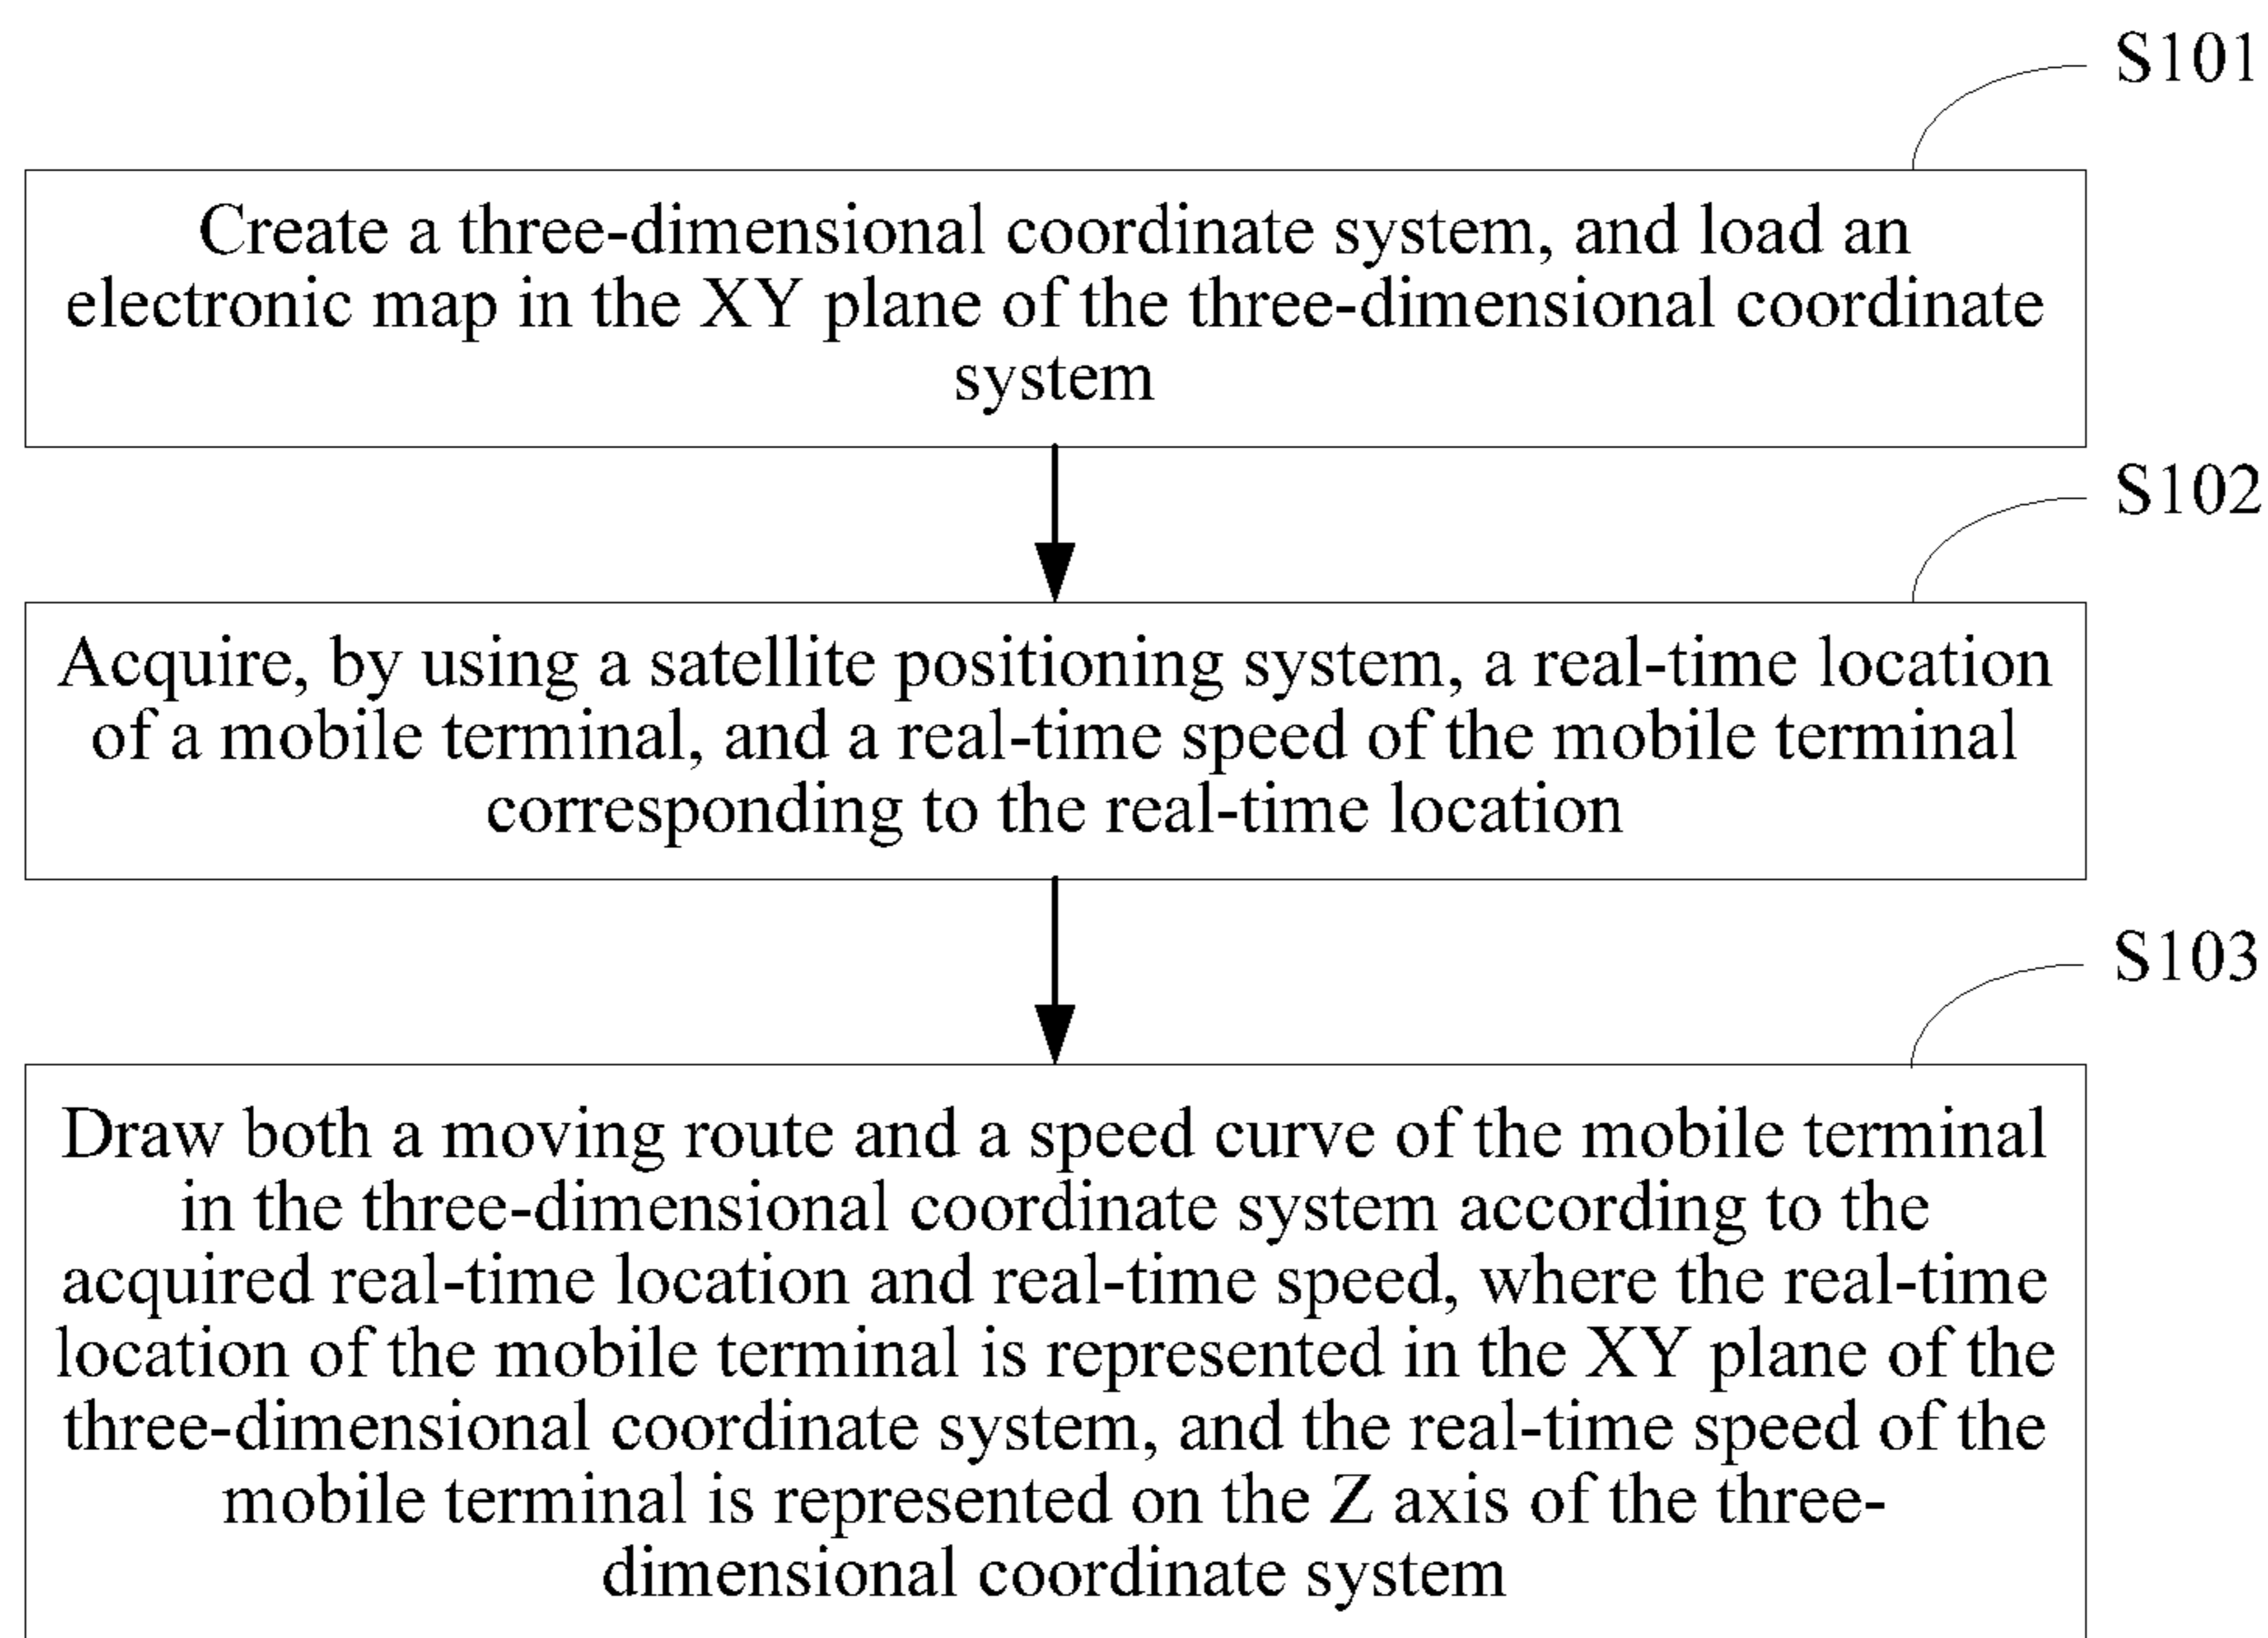 S101
Create a three-dimensional coordinate system, and load an
electronic map in the XY plane of the three-dimensional coordinate
system
S102
Acquire, by using a satellite positioning system, a real-time location
of a mobile terminal, and a real-time speed of the mobile terminal
corresponding to the real-time location
S103
Draw both a moving route and a speed curve of the mobile terminal
in the three-dimensional coordinate system according to the
acquired real-time location and real-time speed, where the real-time
location of the mobile terminal is represented in the XY plane of the
three-dimensional coordinate system, and the real-time speed of the
mobile terminal is represented on the Z axis of the three-
dimensional coordinate system